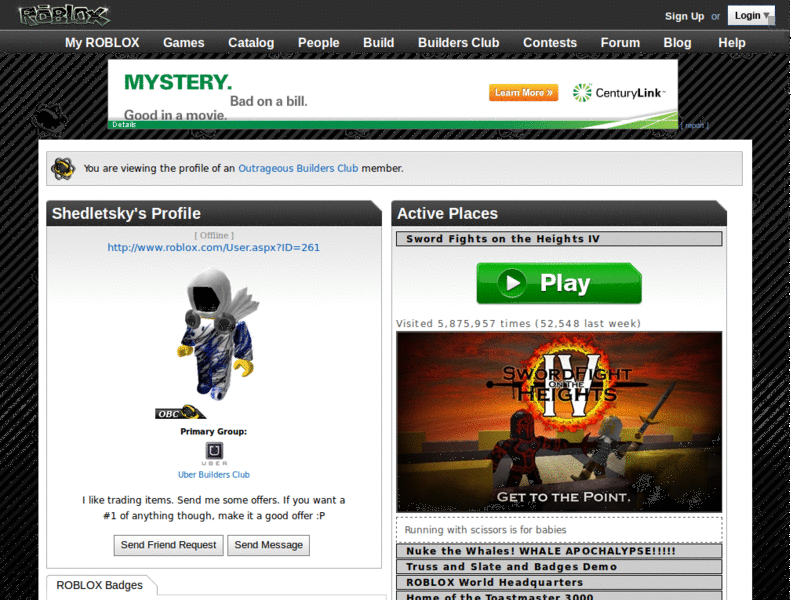 ROBLOX
Sign Up or Login
My ROBLOX Games Catalog People Build Builders Club Contests Forum Blog Help
MYSTERY.
Bad on a bill.
Good in a movie.
Learn More »
CenturyLink™
Details
[ report ]
You are viewing the profile of an Outrageous Builders Club member.
Shedletsky's Profile
[ Offline ]
http://www.roblox.com/User.aspx?ID=261
OBC
Primary Group:
UBER
Uber Builders Club
I like trading items. Send me some offers. If you want a
#1 of anything though, make it a good offer :P
Send Friend Request Send Message
ROBLOX Badges
Active Places
Sword Fights on the Heights IV
Play
Visited 5,875,957 times (52,548 last week)
SWORDFIGHT
ON THE
HEIGHTS
IV
GET TO THE POINT.
Running with scissors is for babies
Nuke the Whales! WHALE APOCHALYPSE!!!!!
Truss and Slate and Badges Demo
ROBLOX World Headquarters
Home of the Toastmaster 3000